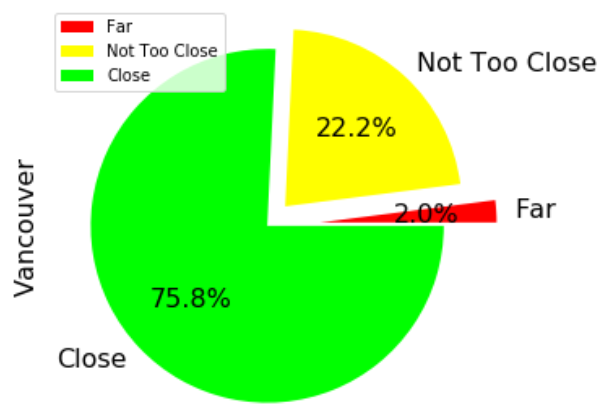 Far
Not Too Close
Close
Not Too Close
22.2%
2.0%
Far
Vancouver
75.8%
Close